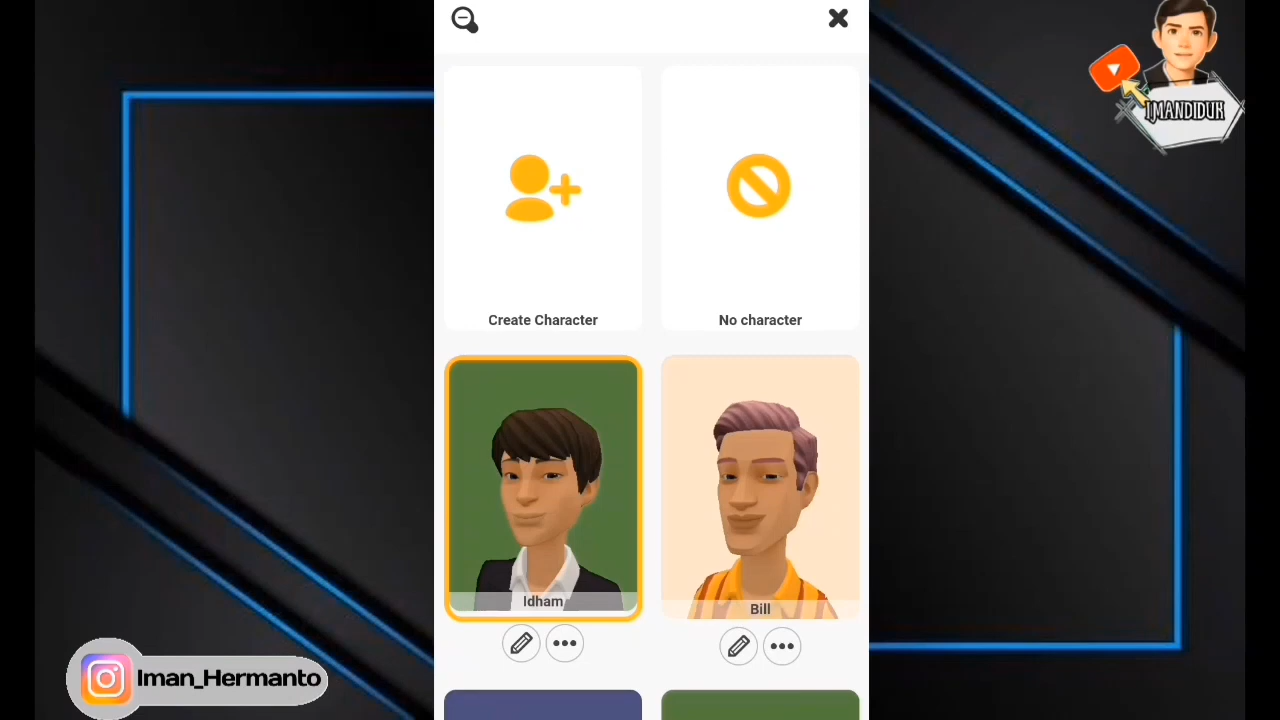 IMANDIDUK
Create Character
No character
Idham
Bill
Iman_Hermanto